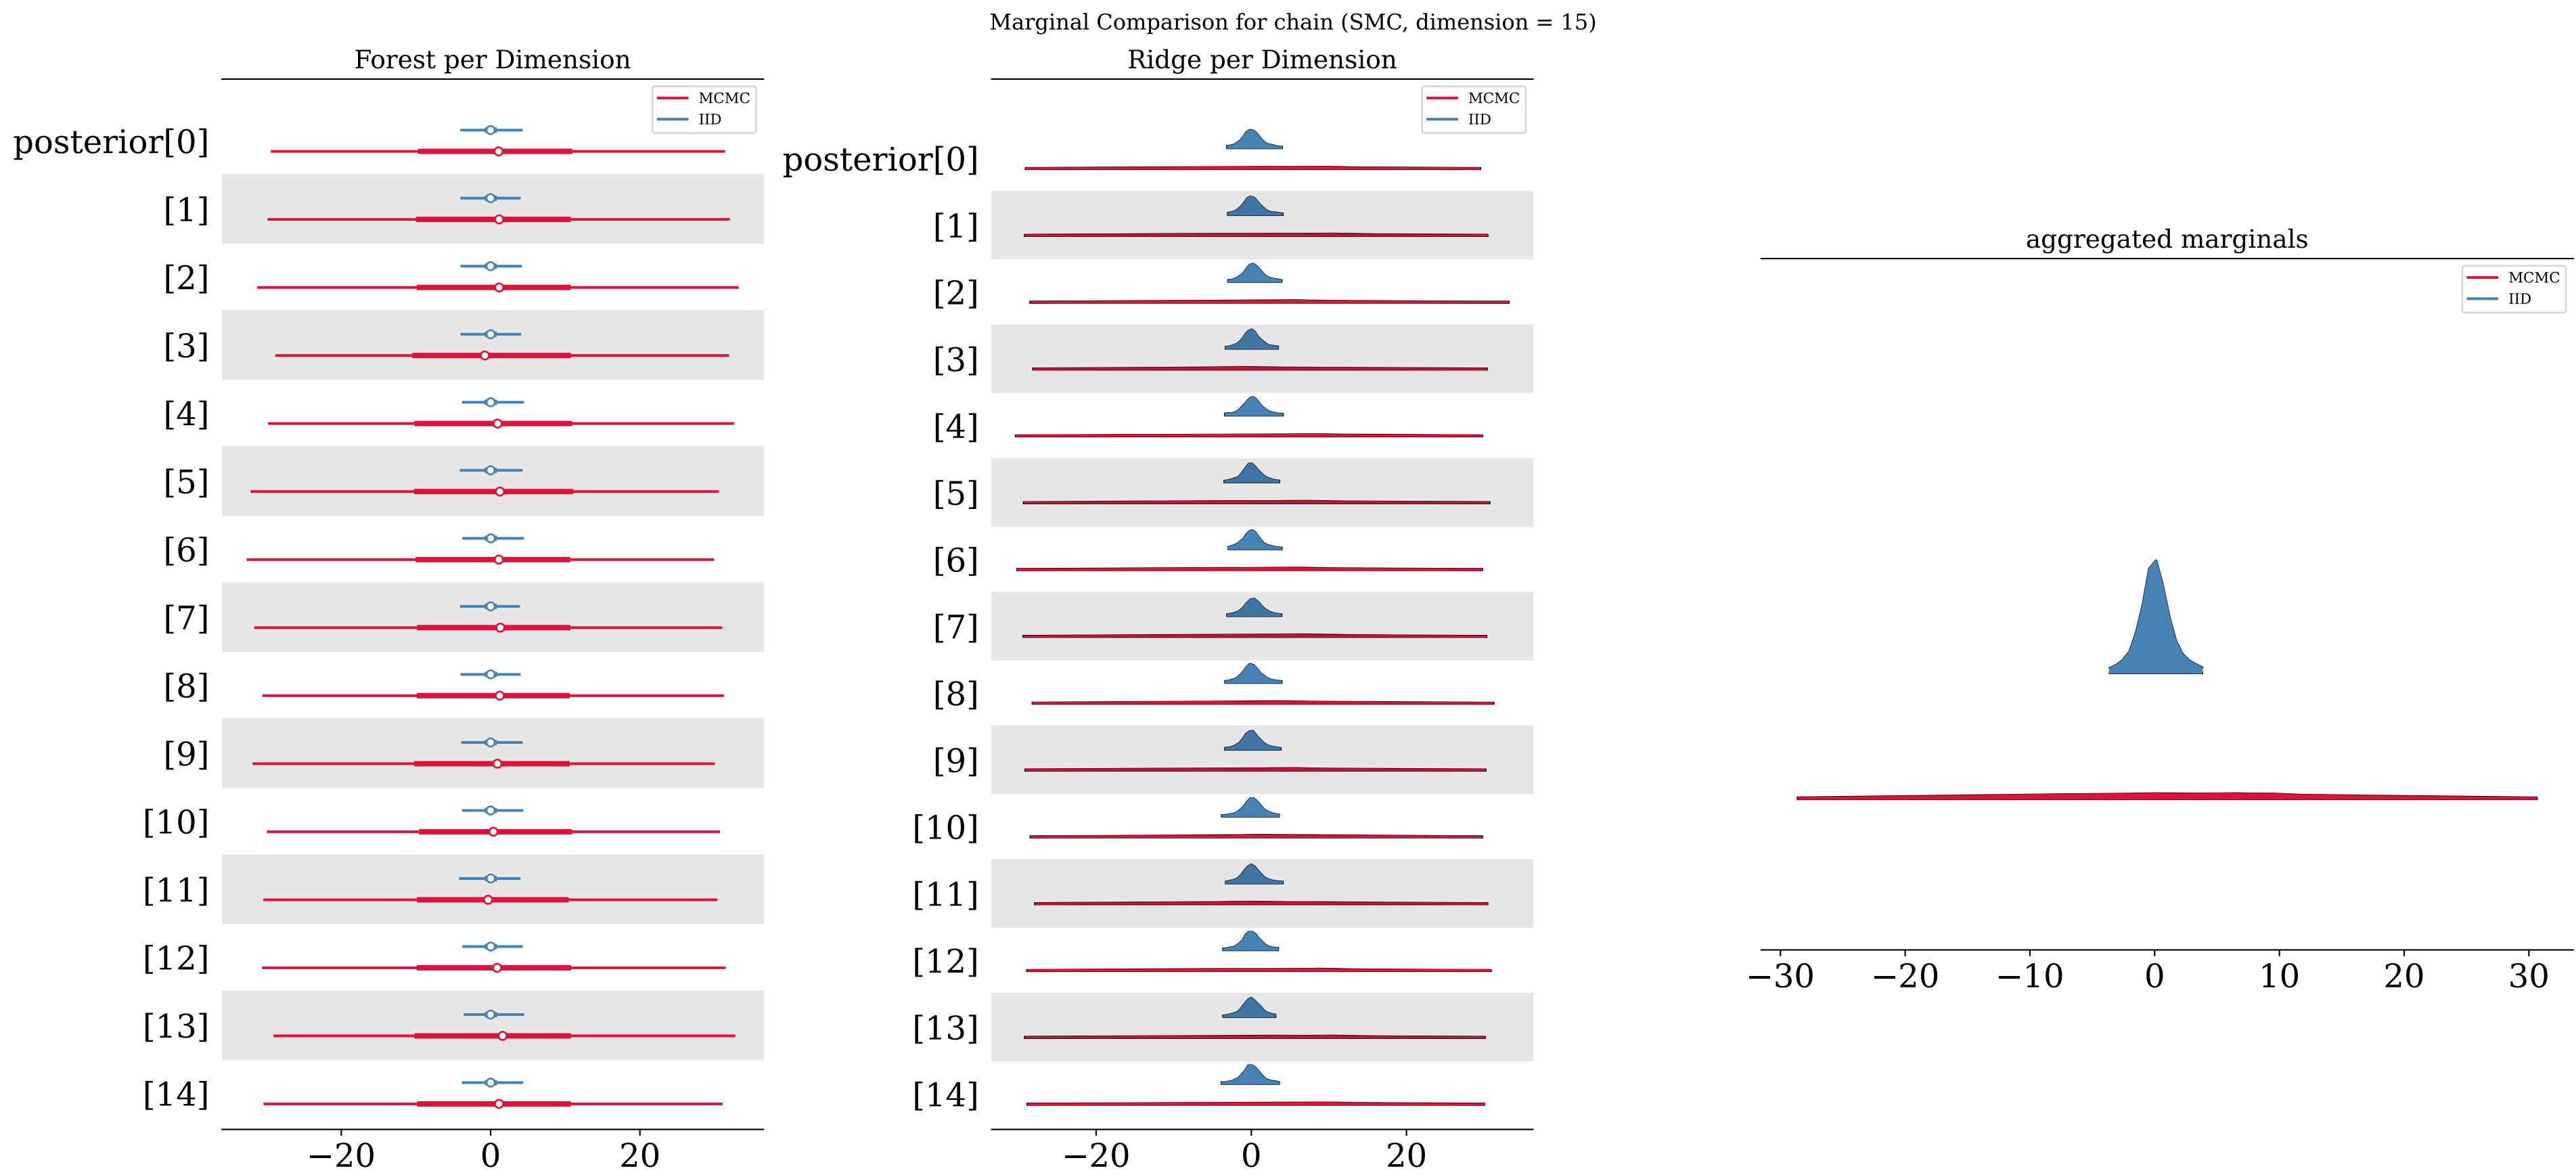 Marginal Comparison for chain (SMC, dimension = 15)
Forest per Dimension
MCMC
IID
posterior[0]
[1]
[2]
[3]
[4]
[5]
[6]
[7]
[8]
[9]
[10]
[11]
[12]
[13]
[14]
−20 0 20
Ridge per Dimension
MCMC
IID
posterior[0]
[1]
[2]
[3]
[4]
[5]
[6]
[7]
[8]
[9]
[10]
[11]
[12]
[13]
[14]
−20 0 20
aggregated marginals
MCMC
IID
−30 −20 −10 0 10 20 30